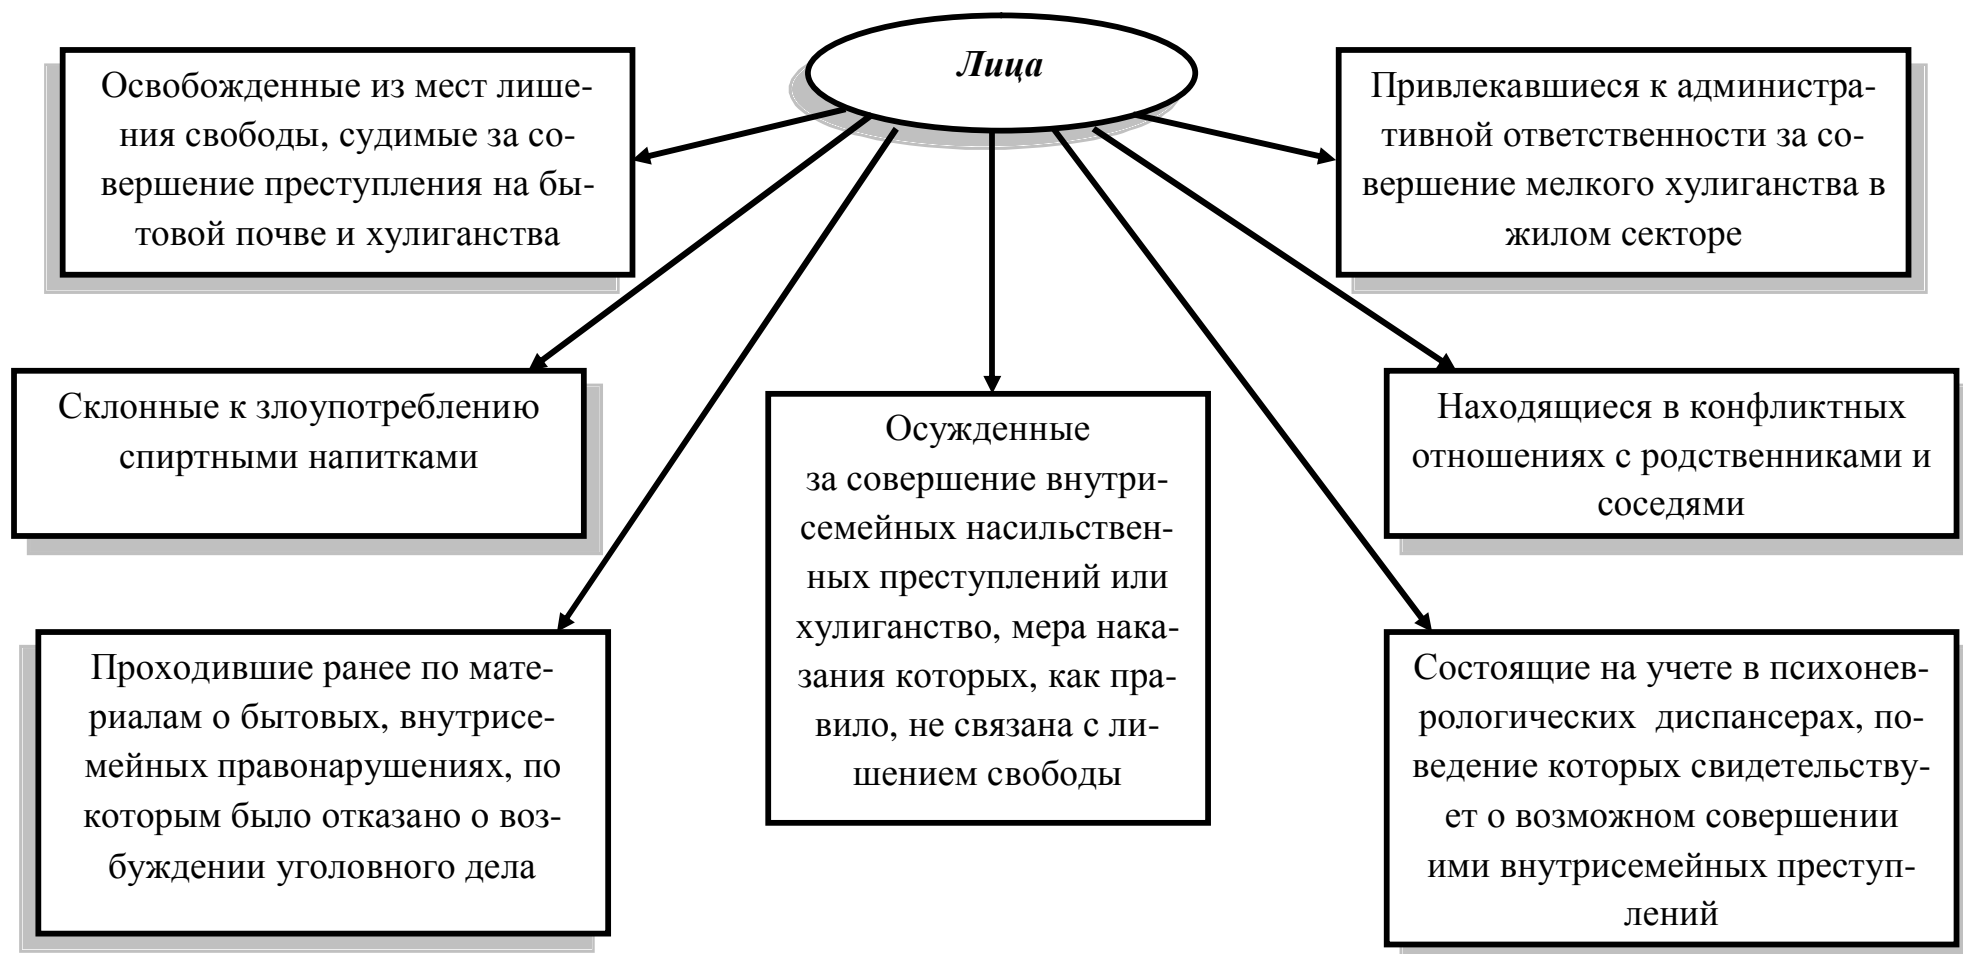 Лица
Освобожденные из мест лише-
ния свободы, судимые за со-
вершение преступления на бы-
товой почве и хулиганства
Привлекавшиеся к администра-
тивной ответственности за со-
вершение мелкого хулиганства в
жилом секторе
Склонные к злоупотреблению
спиртными напитками
Осужденные
за совершение внутри-
семейных насильствен-
ных преступлений или
хулиганство, мера нака-
зания которых, как пра-
вило, не связана с ли-
шением свободы
Находящиеся в конфликтных
отношениях с родственниками и
соседями
Проходившие ранее по мате-
риалам о бытовых, внутрисе-
мейных правонарушениях, по
которым было отказано о воз-
буждении уголовного дела
Состоящие на учете в психонев-
рологических диспансерах, по-
ведение которых свидетельству-
ет о возможном совершении
ими внутрисемейных преступ-
лений